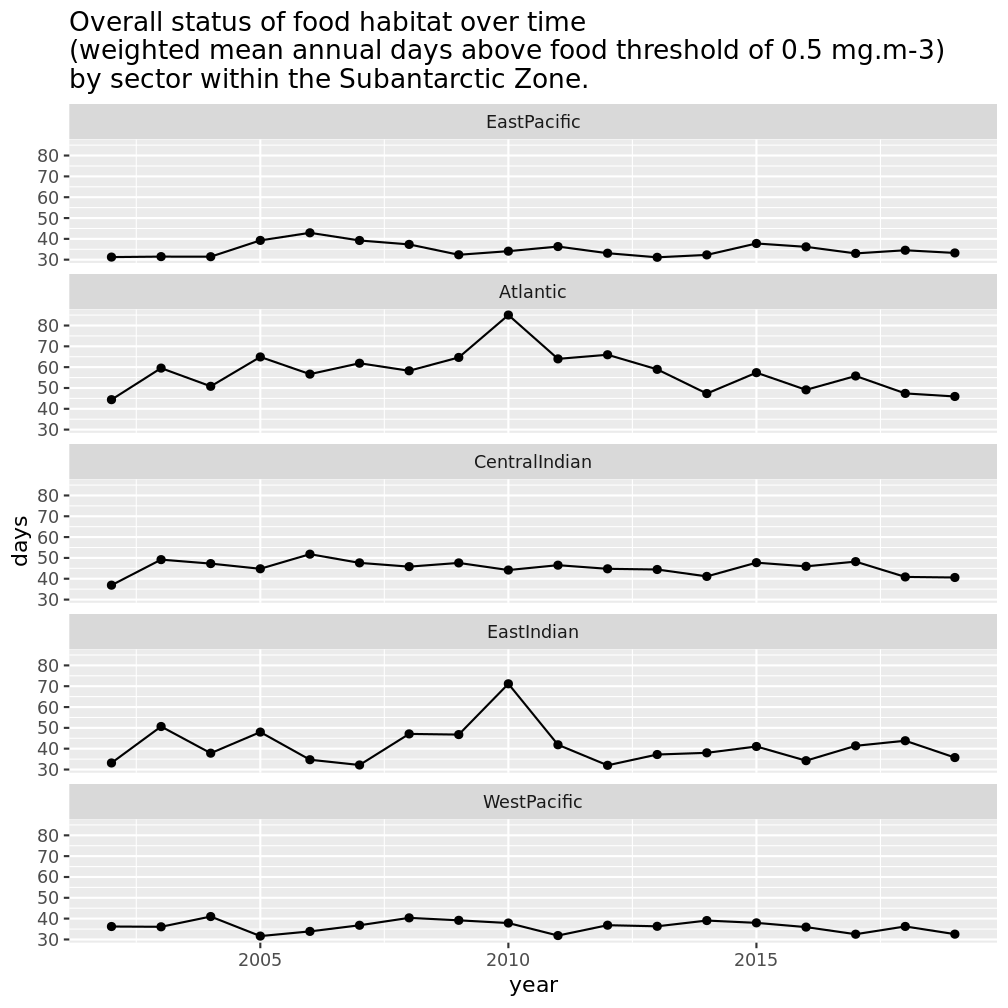 Overall status of food habitat over time
(weighted mean annual days above food threshold of 0.5 mg.m-3)
by sector within the Subantarctic Zone.
EastPacific
80
70
60
50
40
30
Atlantic
80
70
60
50
40
30
CentralIndian
80
70
60
50
40
30
days
EastIndian
80
70
60
50
40
30
WestPacific
80
70
60
50
40
30
2005 2010 2015
year